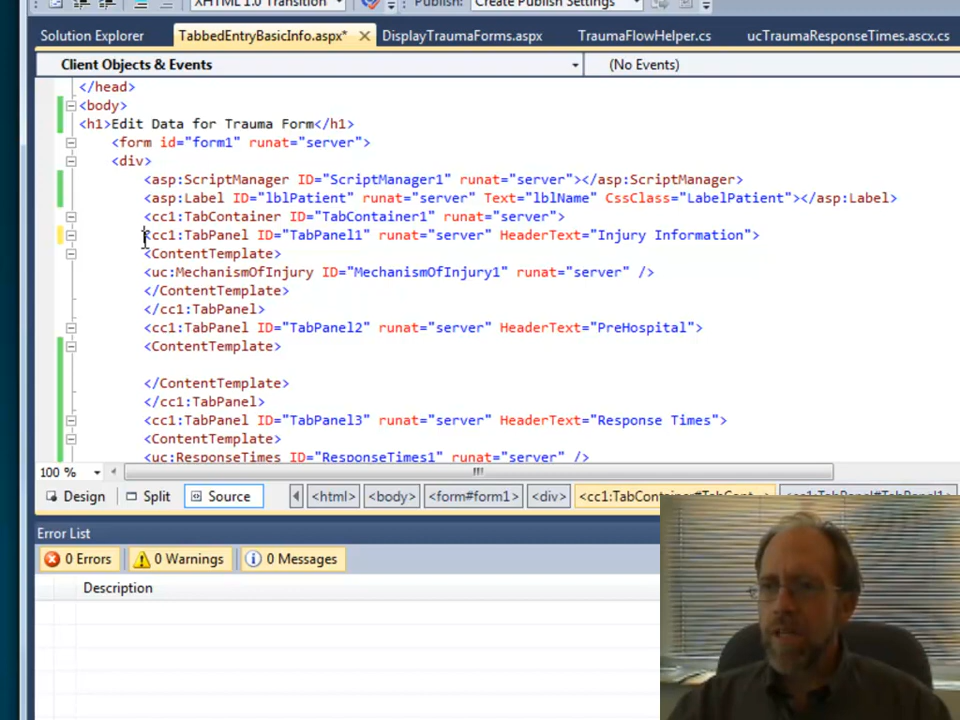 XHTML 1.0 Transition
Publish: Create Publish Settings
Solution Explorer TabbedEntryBasicInfo.aspx* DisplayTraumaForms.aspx TraumaFlowHelper.cs ucTraumaResponseTimes.ascx.cs
Client Objects & Events (No Events)
</head>
<body>
<h1>Edit Data for Trauma Form</h1>
<form id="form1" runat="server">
<div>
<asp:ScriptManager ID="ScriptManager1" runat="server"></asp:ScriptManager>
<asp:Label ID="lblPatient" runat="server" Text="lblName" CssClass="LabelPatient"></asp:Label>
<cc1:TabContainer ID="TabContainer1" runat="server">
<cc1:TabPanel ID="TabPanel1" runat="server" HeaderText="Injury Information">
<ContentTemplate>
<uc:MechanismOfInjury ID="MechanismOfInjury1" runat="server" />
</ContentTemplate>
</cc1:TabPanel>
<cc1:TabPanel ID="TabPanel2" runat="server" HeaderText="PreHospital">
<ContentTemplate>
</ContentTemplate>
</cc1:TabPanel>
<cc1:TabPanel ID="TabPanel3" runat="server" HeaderText="Response Times">
<ContentTemplate>
<uc:ResponseTimes ID="ResponseTimes1" runat="server" />
100 %
Design Split Source <html> <body> <form#form1> <div> <cc1:TabContainer#TabCont...> <cc1:TabPanel#TabPanel1>
Error List
0 Errors 0 Warnings 0 Messages
Description